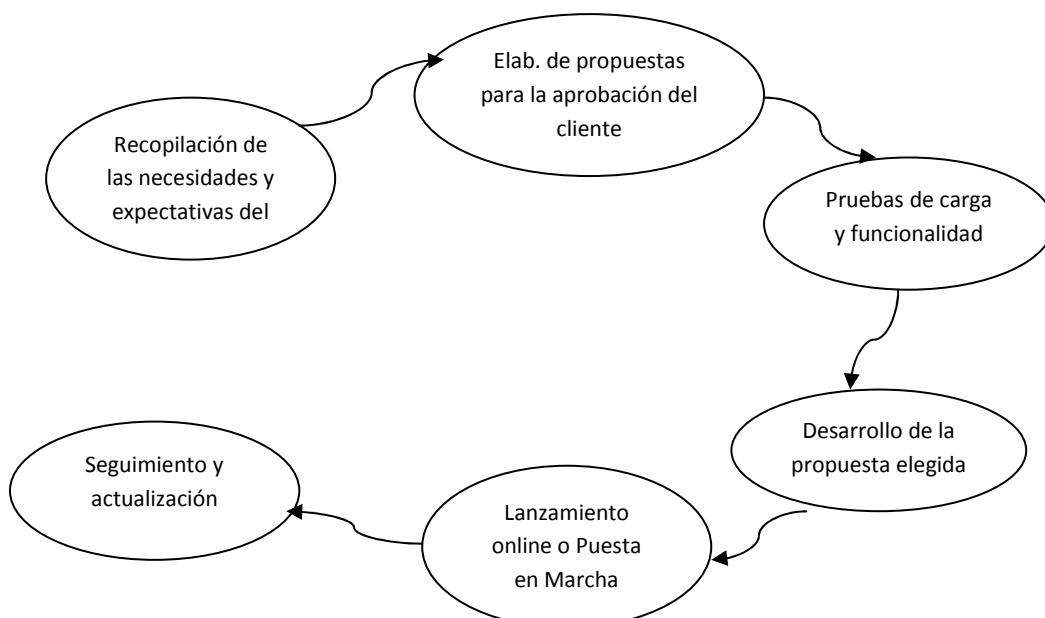 Recopilación de
las necesidades y
expectativas del
Elab. de propuestas
para la aprobación del
cliente
Pruebas de carga
y funcionalidad
Desarrollo de la
propuesta elegida
Lanzamiento
online o Puesta
en Marcha
Seguimiento y
actualización